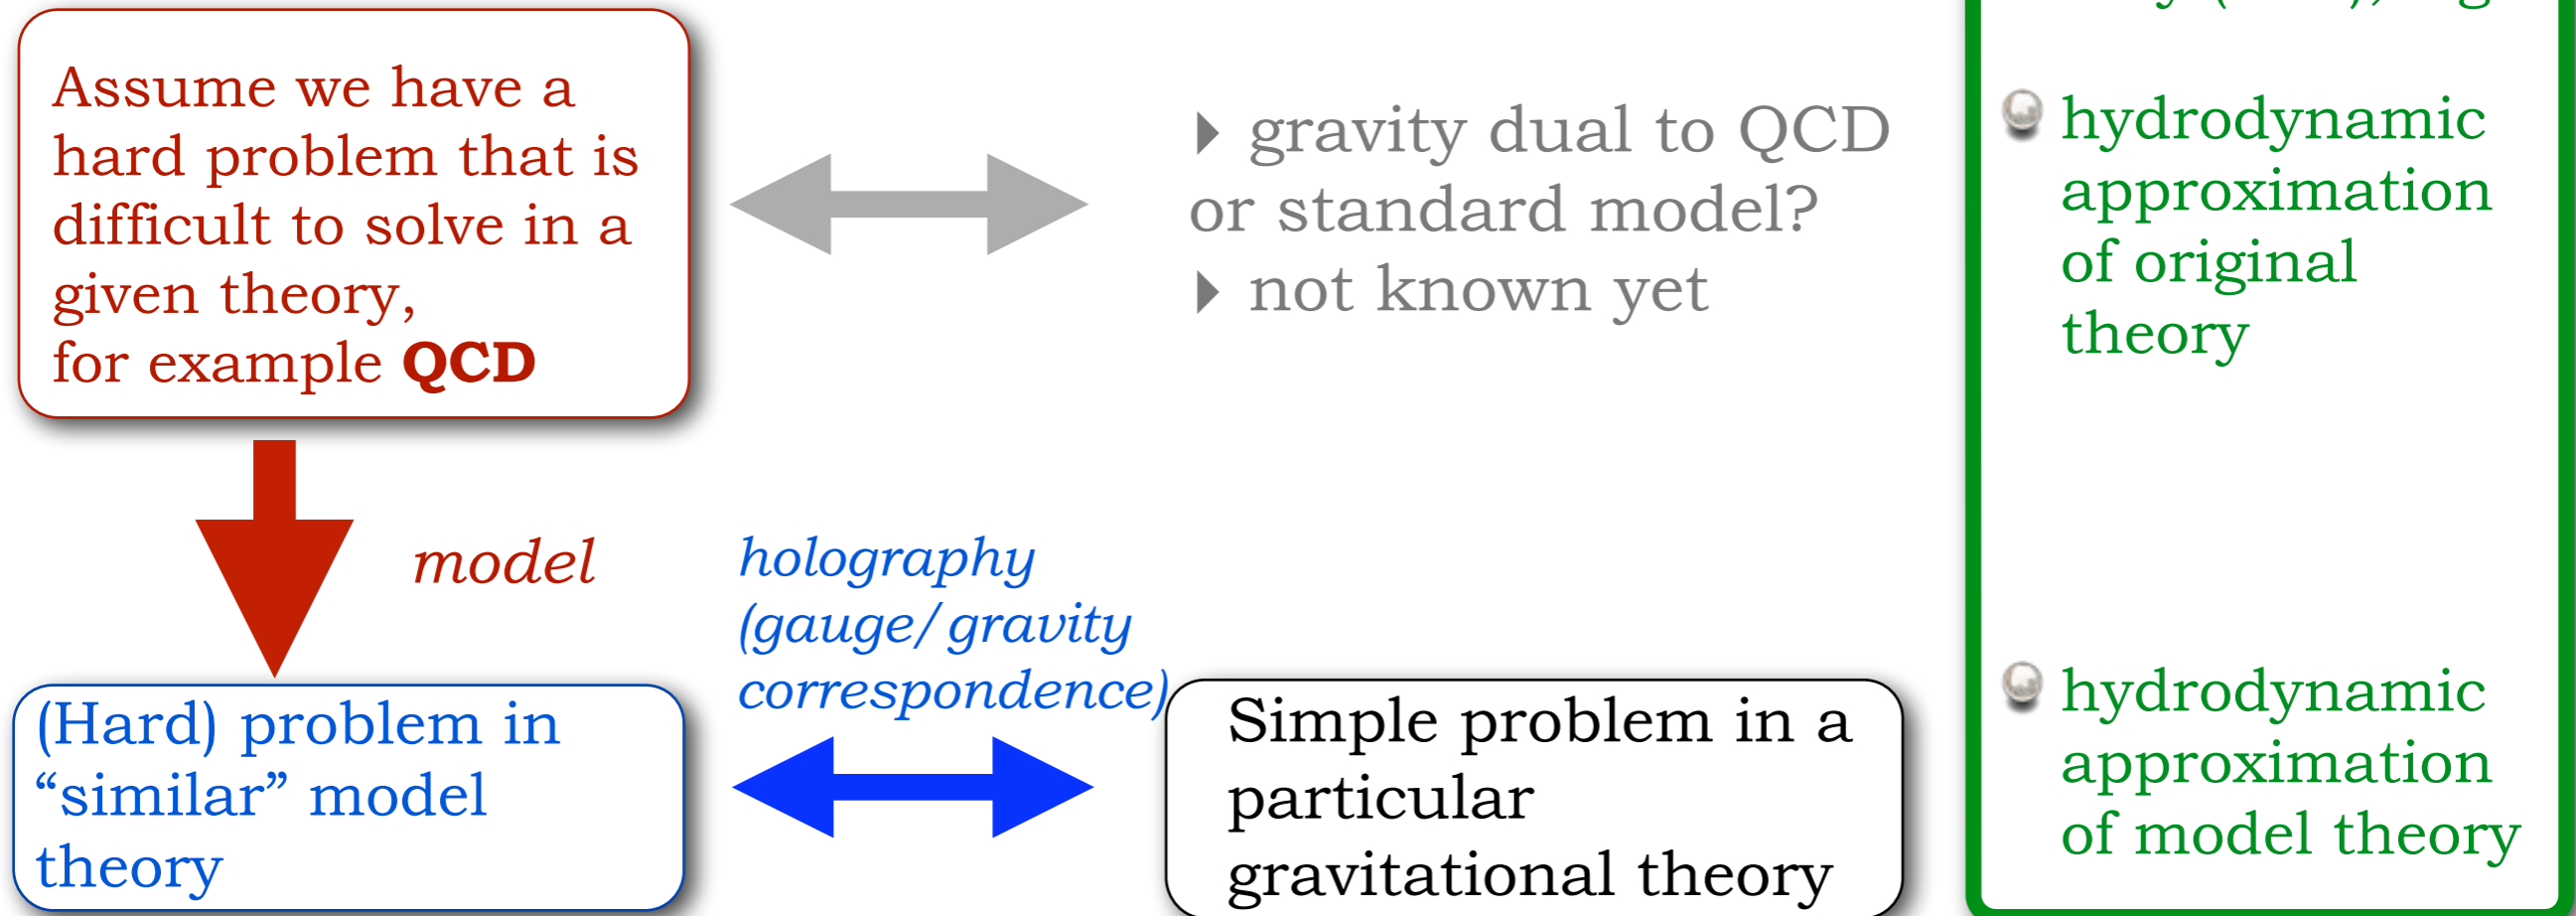 Assume we have a
hard problem that is
difficult to solve in a
given theory,
for example QCD
▸ gravity dual to QCD
or standard model?
▸ not known yet
model
holography
(gauge/gravity
correspondence)
(Hard) problem in
“similar” model
theory
Simple problem in a
particular
gravitational theory
hydrodynamic
approximation
of original
theory
hydrodynamic
approximation
of model theory